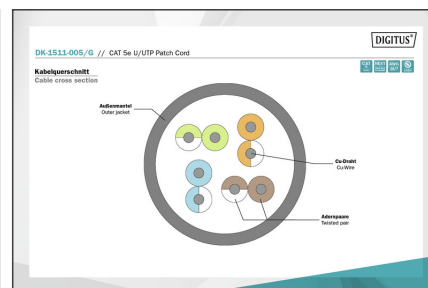 DIGITUS®
DK-1511-005/G // CAT 5e U/UTP Patch Cord
Kabelquerschnitt
Cable cross section
Außenmantel
Outer jacket
Cu-Draht
Cu-Wire
Adernpaare
Twisted pair